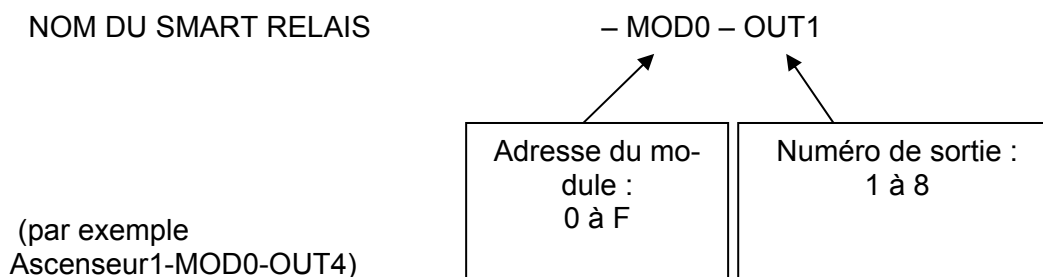 NOM DU SMART RELAIS – MOD0 – OUT1
Adresse du mo-
dule :
0 à F
Numéro de sortie :
1 à 8
(par exemple
Ascenseur1-MOD0-OUT4)